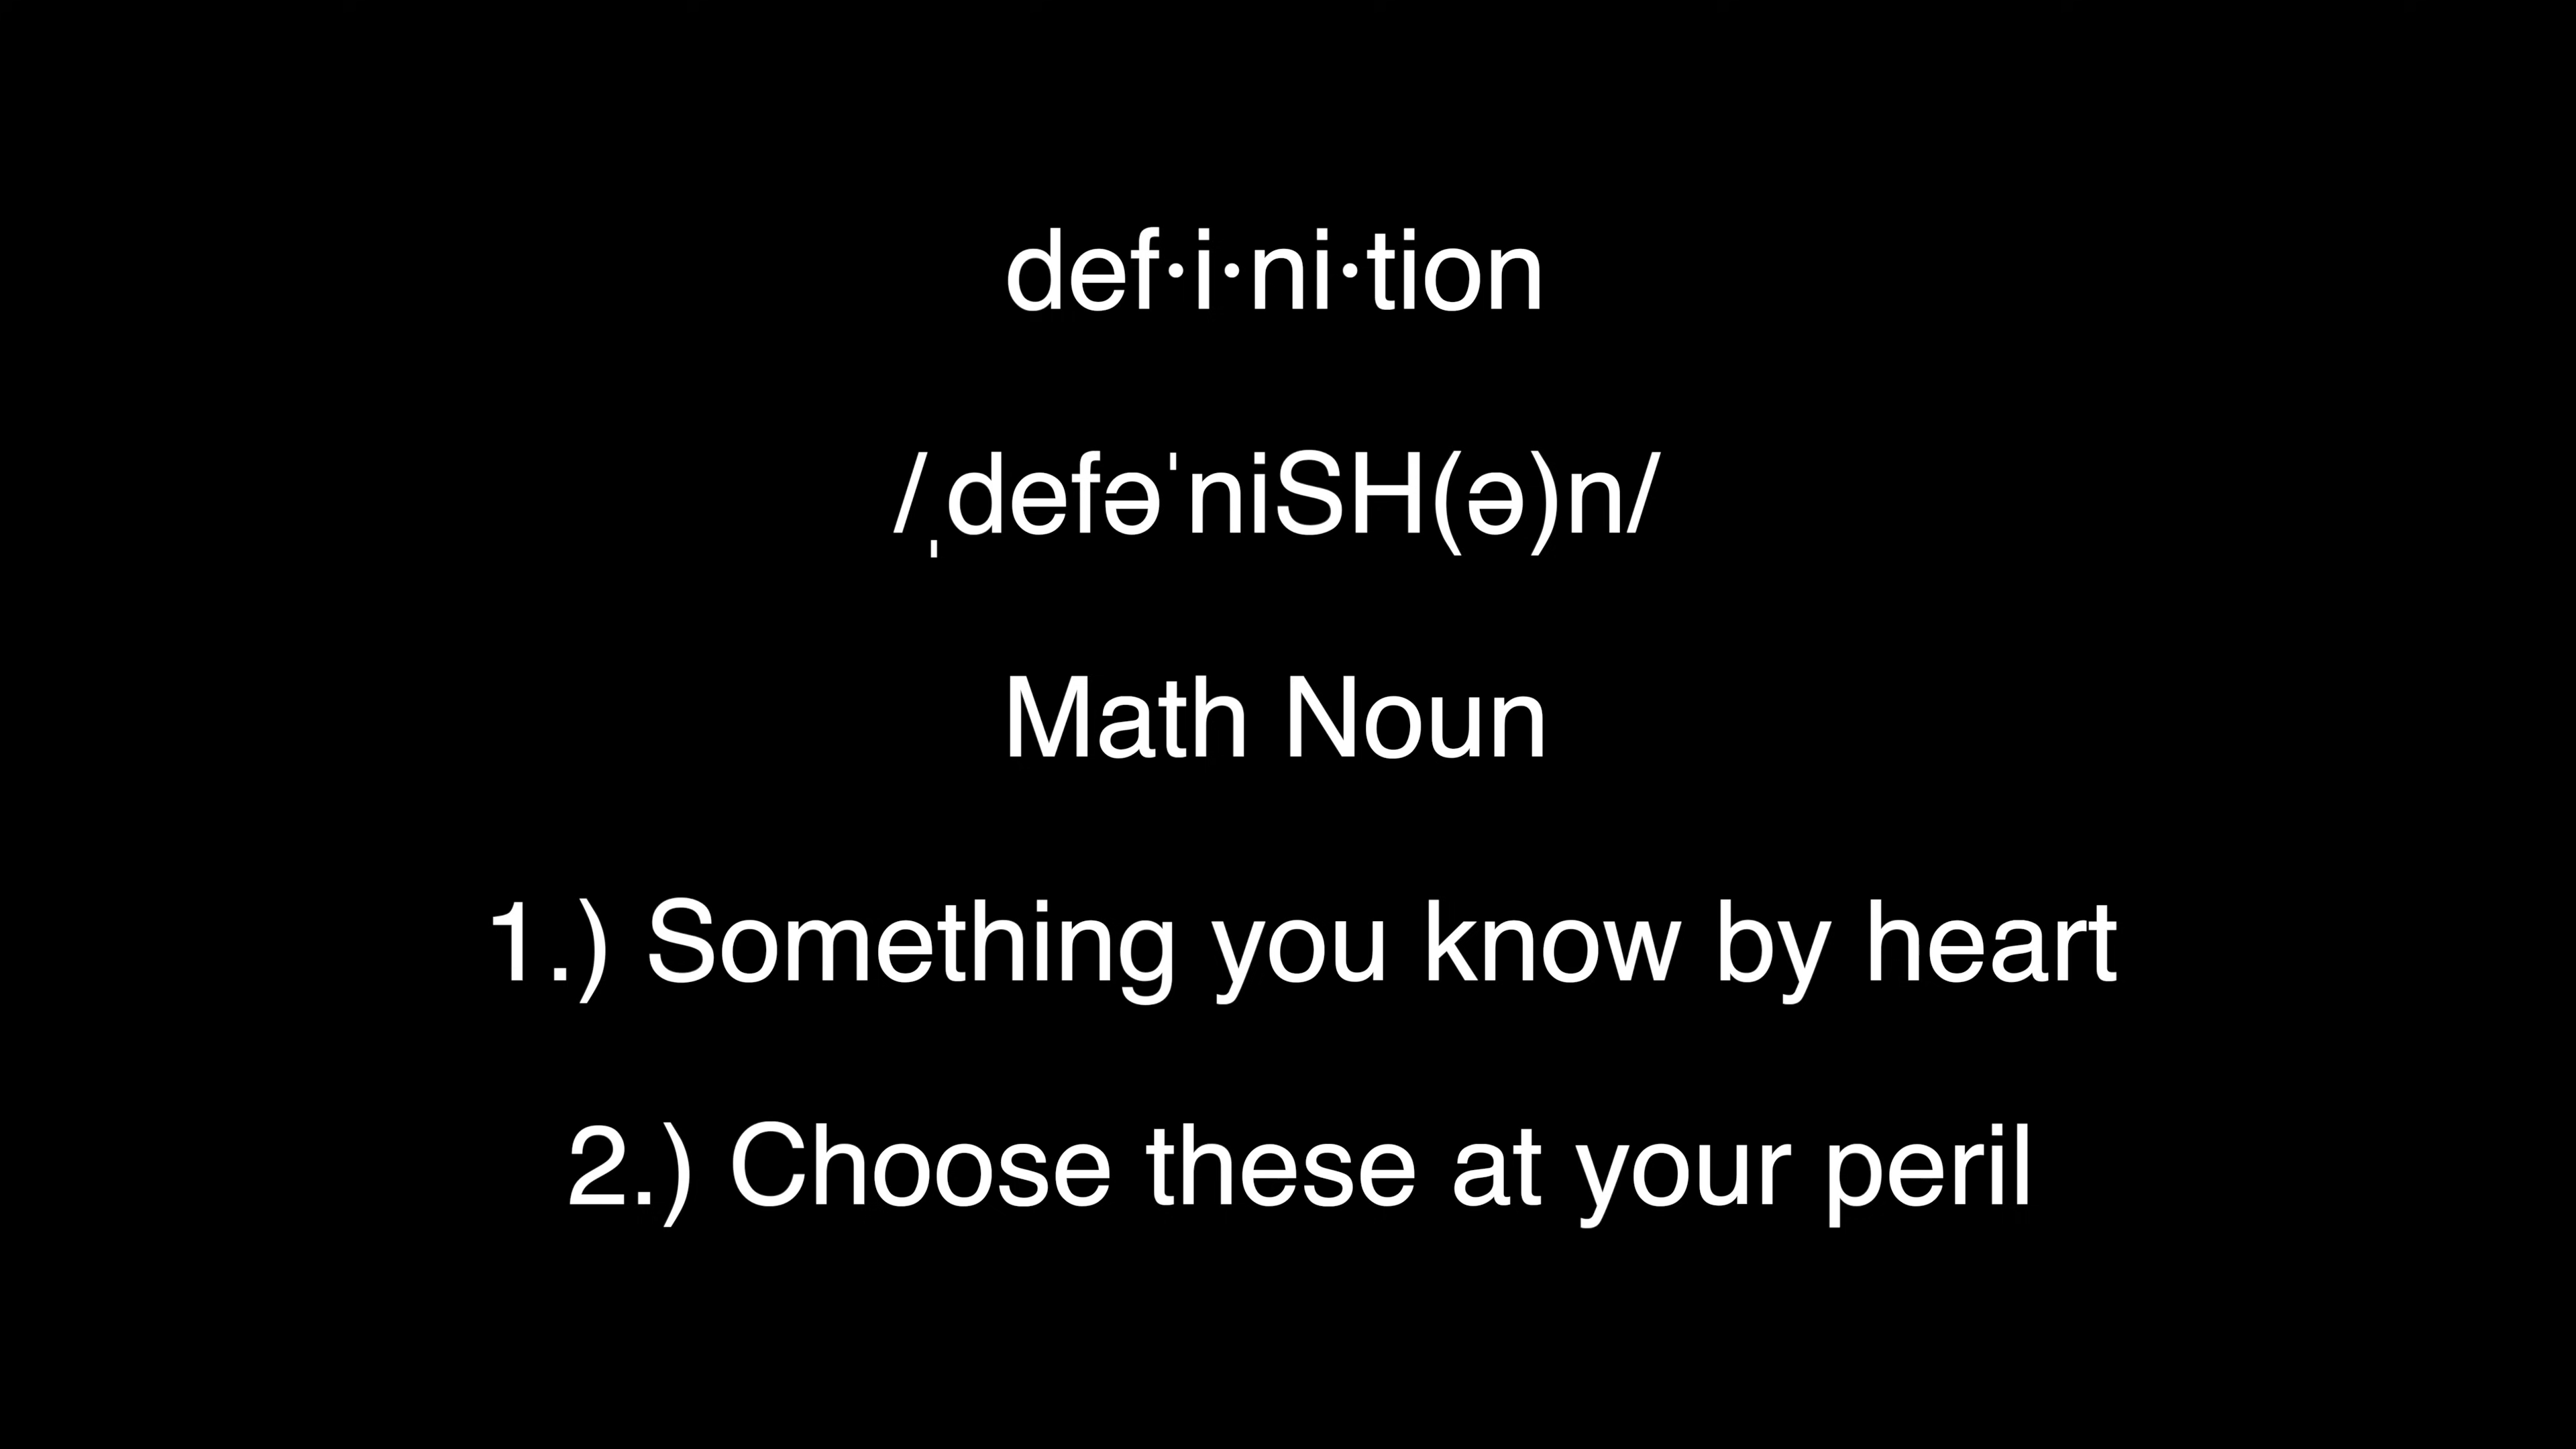 def·i·ni·tion
/ˌdefəˈniSH(ə)n/
Math Noun
1.) Something you know by heart
2.) Choose these at your peril